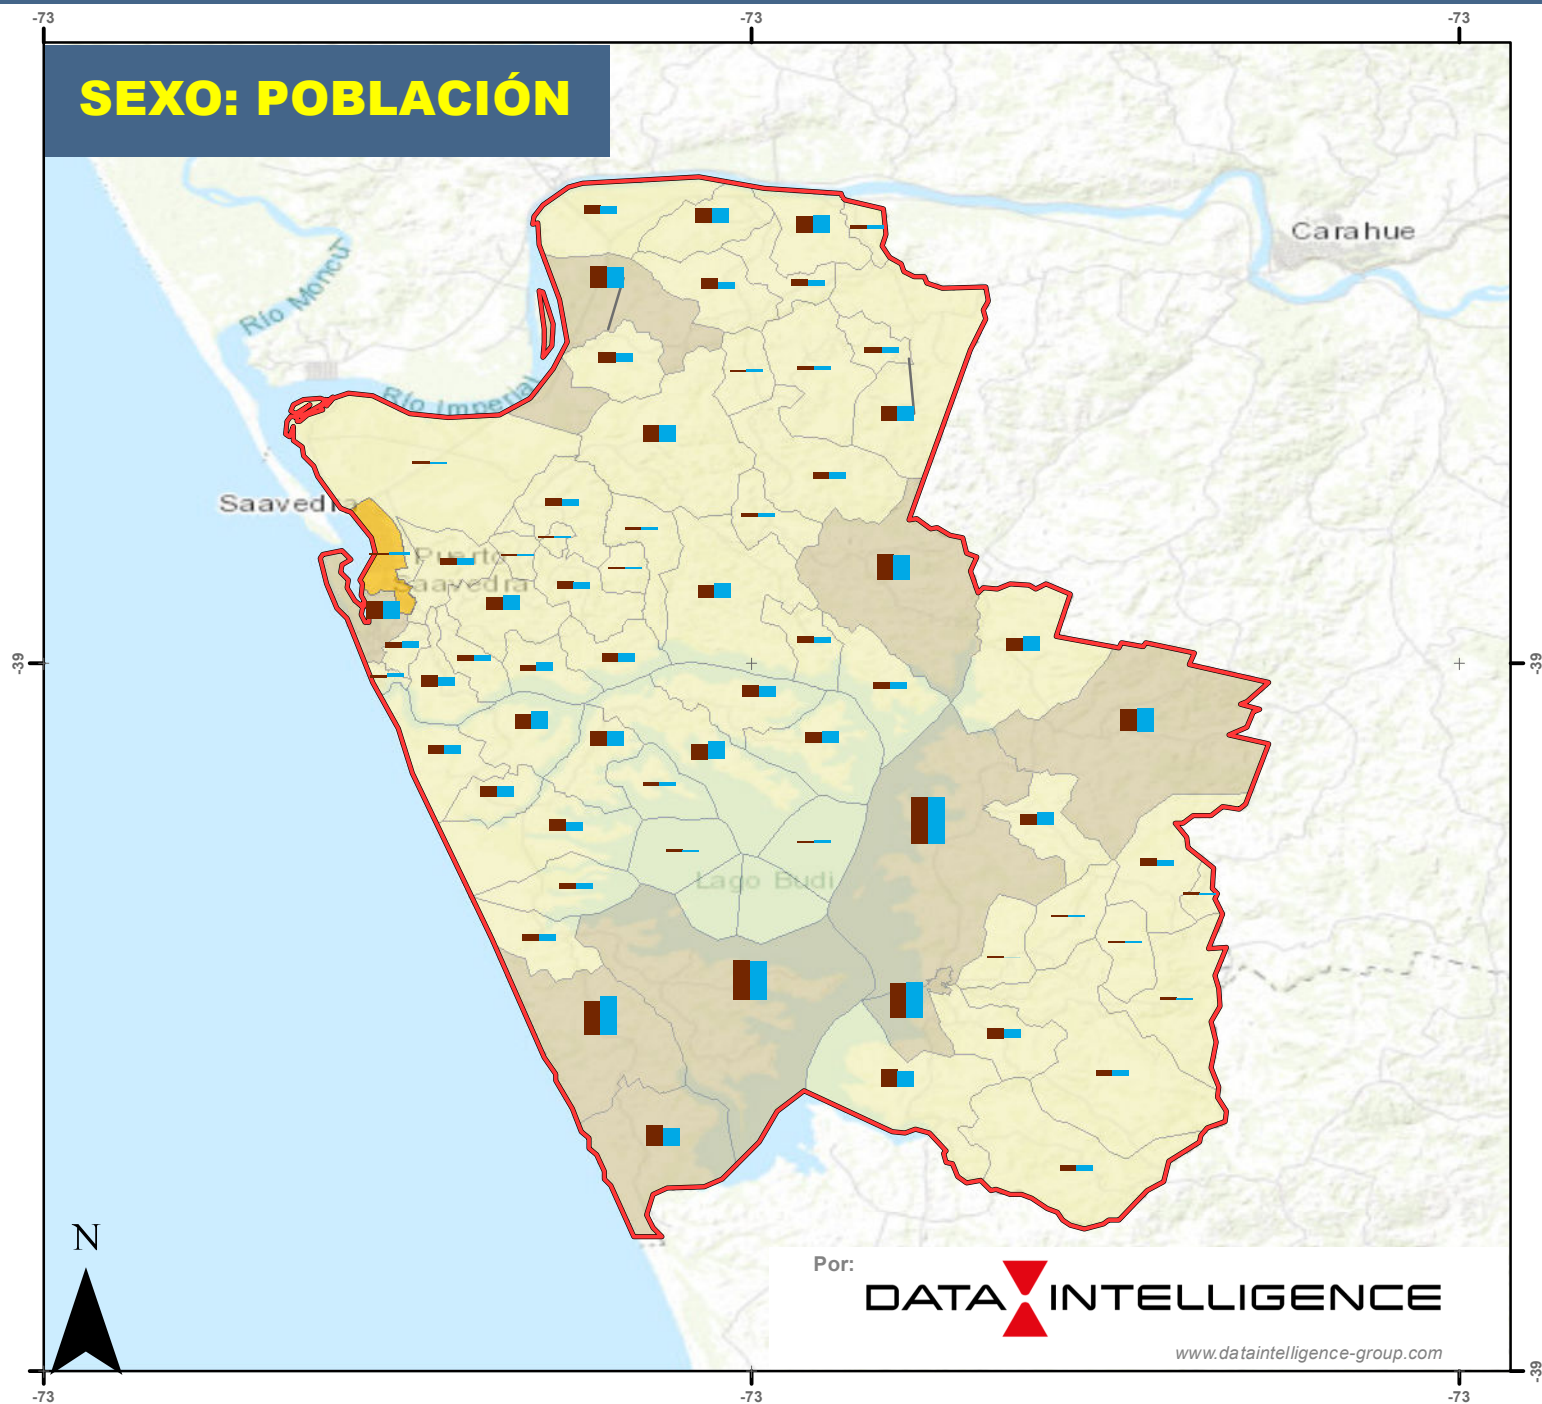 -73
-73
-73
SEXO: POBLACIÓN
Carahue
Río Moncul
Río Imperial
Saavedra
Puerto
Saavedra
-39
-39
Lago Budi
N
Por:
DATA INTELLIGENCE
www.dataintelligence-group.com
-39
-73
-73
-73